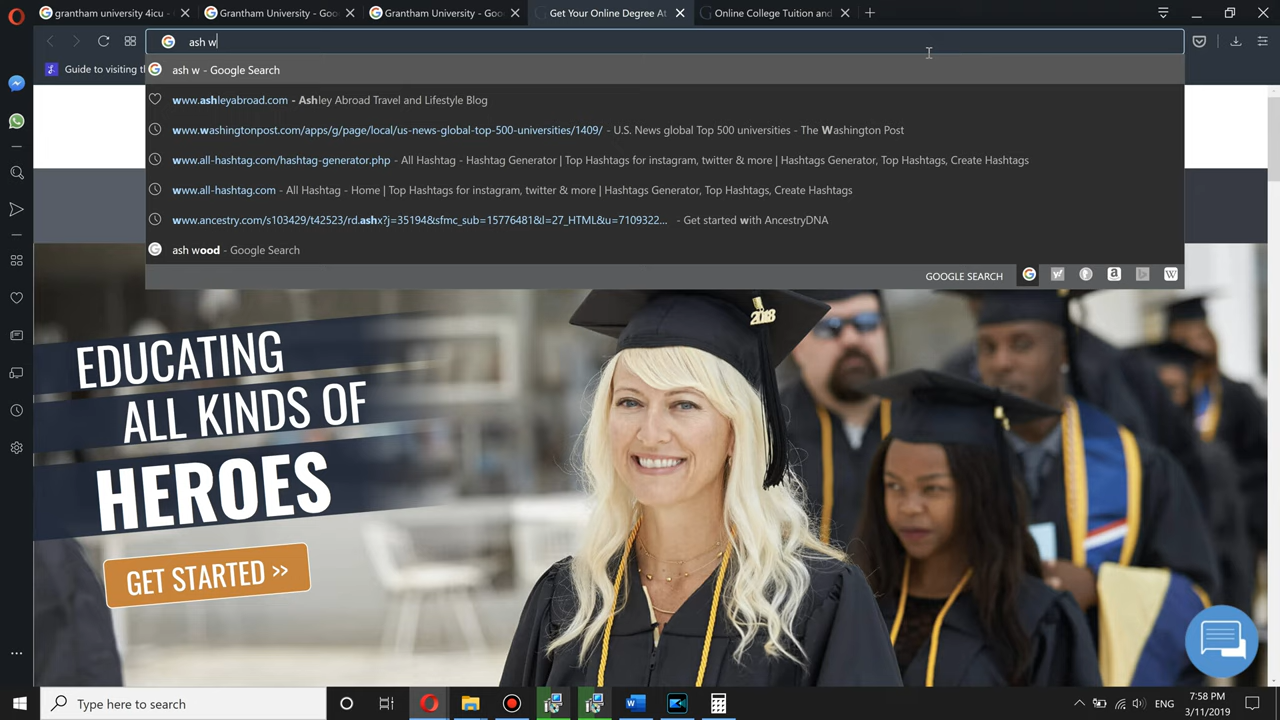 grantham university 4icu -
Grantham University - Goo
Grantham University - Goo
Get Your Online Degree At
Online College Tuition and
ash w
Guide to visiting th
ash w - Google Search
www.ashleyabroad.com - Ashley Abroad Travel and Lifestyle Blog
www.washingtonpost.com/apps/g/page/local/us-news-global-top-500-universities/1409/ - U.S. News global Top 500 universities - The Washington Post
www.all-hashtag.com/hashtag-generator.php - All Hashtag - Hashtag Generator | Top Hashtags for instagram, twitter & more | Hashtags Generator, Top Hashtags, Create Hashtags
www.all-hashtag.com - All Hashtag - Home | Top Hashtags for instagram, twitter & more | Hashtags Generator, Top Hashtags, Create Hashtags
www.ancestry.com/s103429/t42523/rd.ashx?j=35194&sfmc_sub=15776481&l=27_HTML&u=7109322... - Get started with AncestryDNA
ash wood - Google Search
GOOGLE SEARCH
2018
EDUCATING
ALL KINDS OF
HEROES
GET STARTED >>
Type here to search
ENG
7:58 PM
3/11/2019